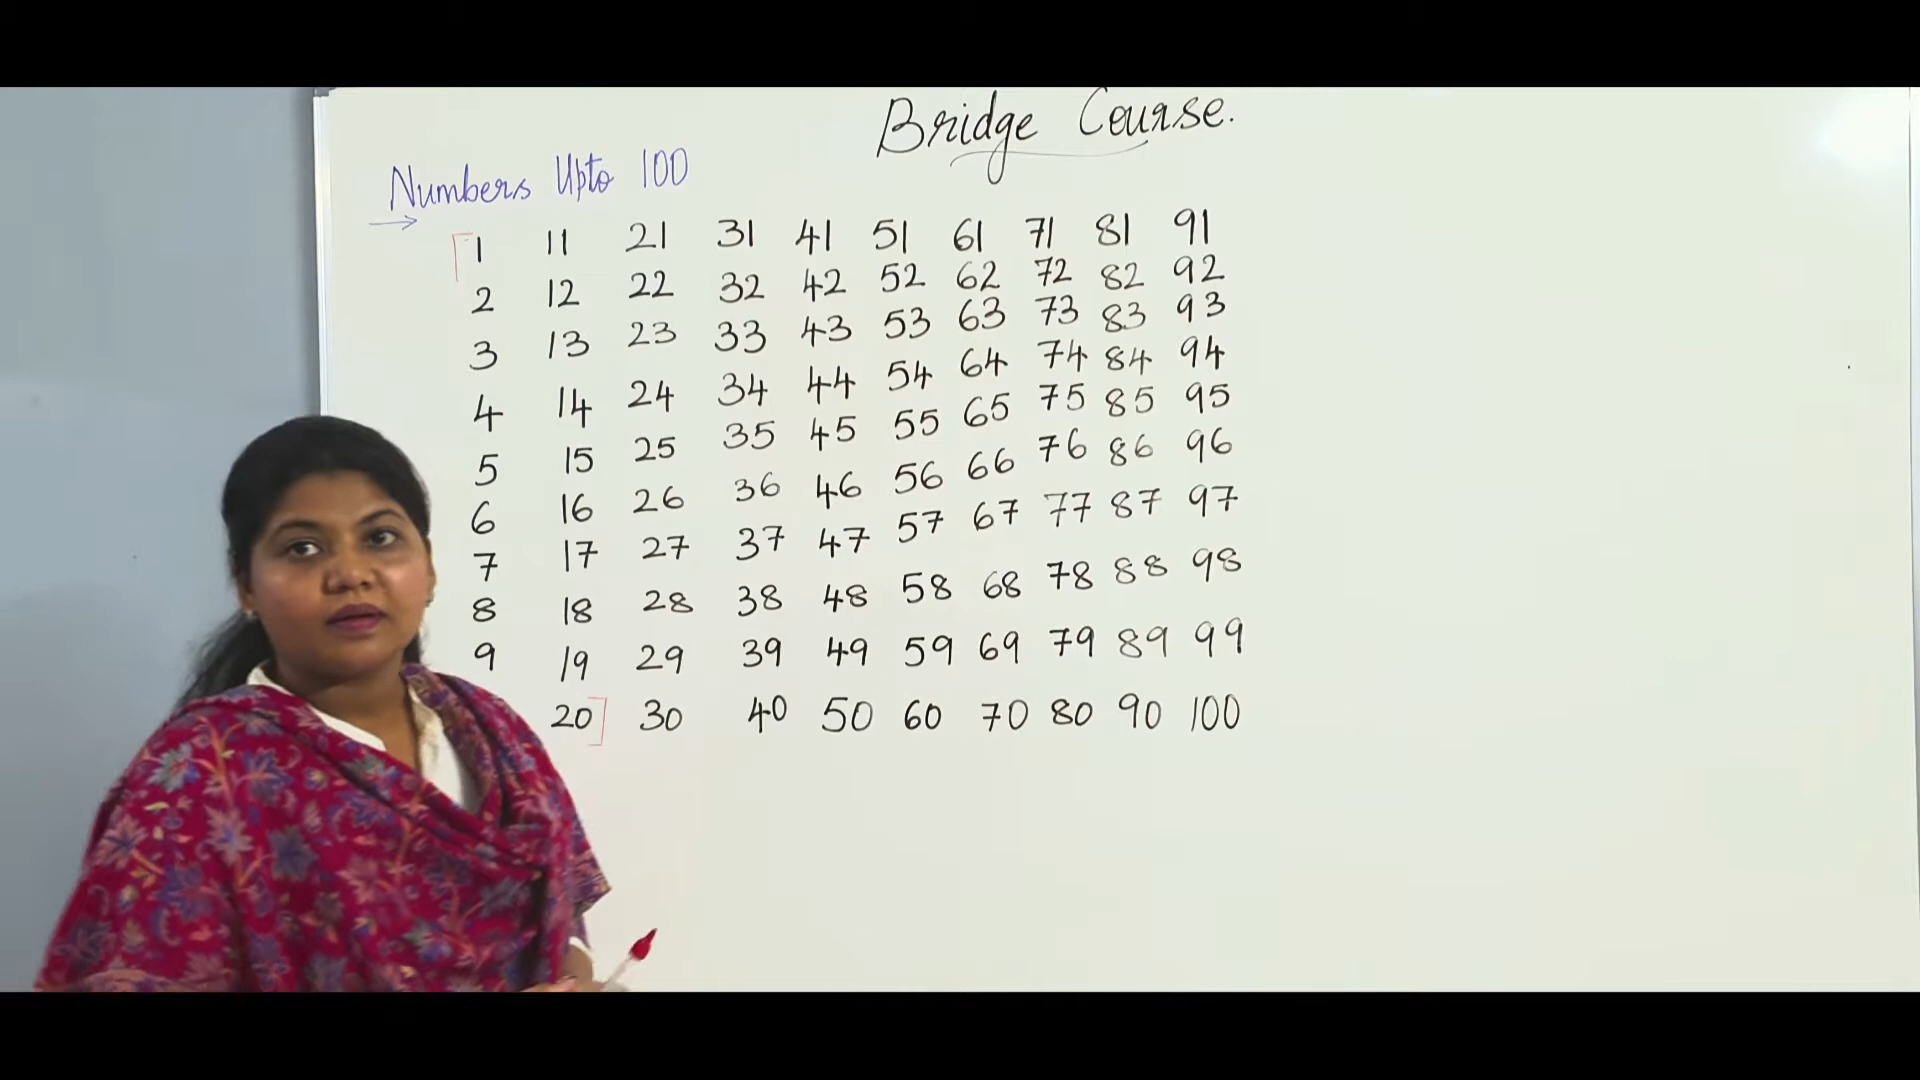 Bridge Course.
Numbers Upto 100
1 11 21 31 41 51 61 71 81 91
2 12 22 32 42 52 62 72 82 92
3 13 23 33 43 53 63 73 83 93
4 14 24 34 44 54 64 74 84 94
5 15 25 35 45 55 65 75 85 95
6 16 26 36 46 56 66 76 86 96
7 17 27 37 47 57 67 77 87 97
8 18 28 38 48 58 68 78 88 98
9 19 29 39 49 59 69 79 89 99
20 30 40 50 60 70 80 90 100